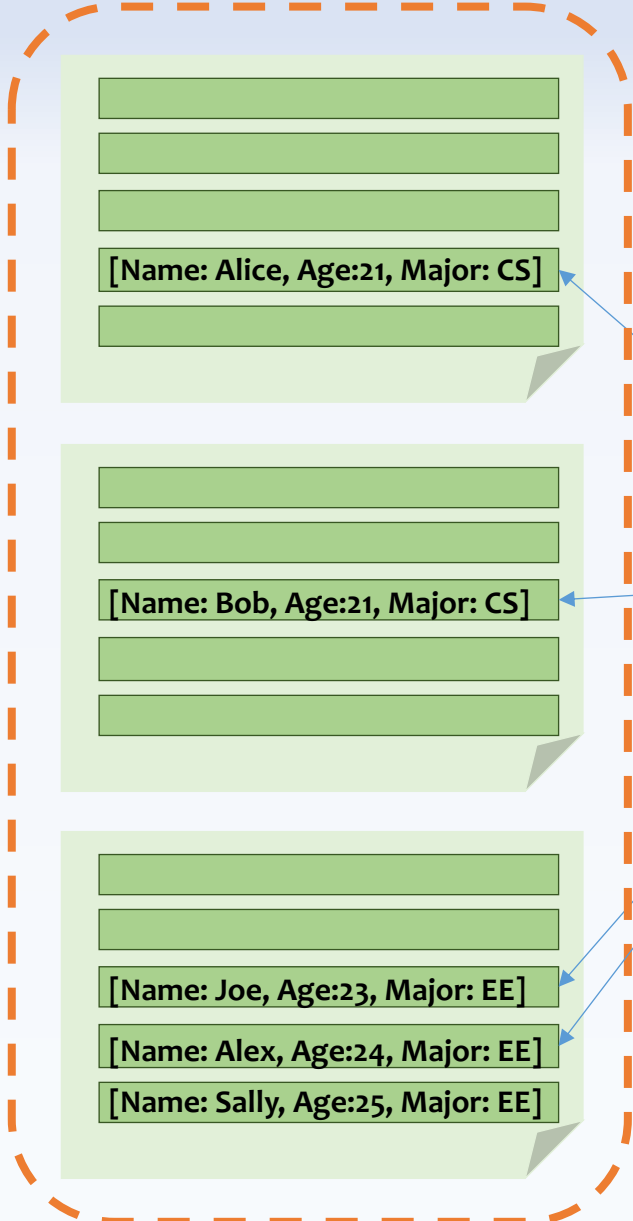 [Name: Alice, Age:21, Major: CS]
[Name: Bob, Age:21, Major: CS]
[Name: Joe, Age:23, Major: EE]
[Name: Alex, Age:24, Major: EE]
[Name: Sally, Age:25, Major: EE]